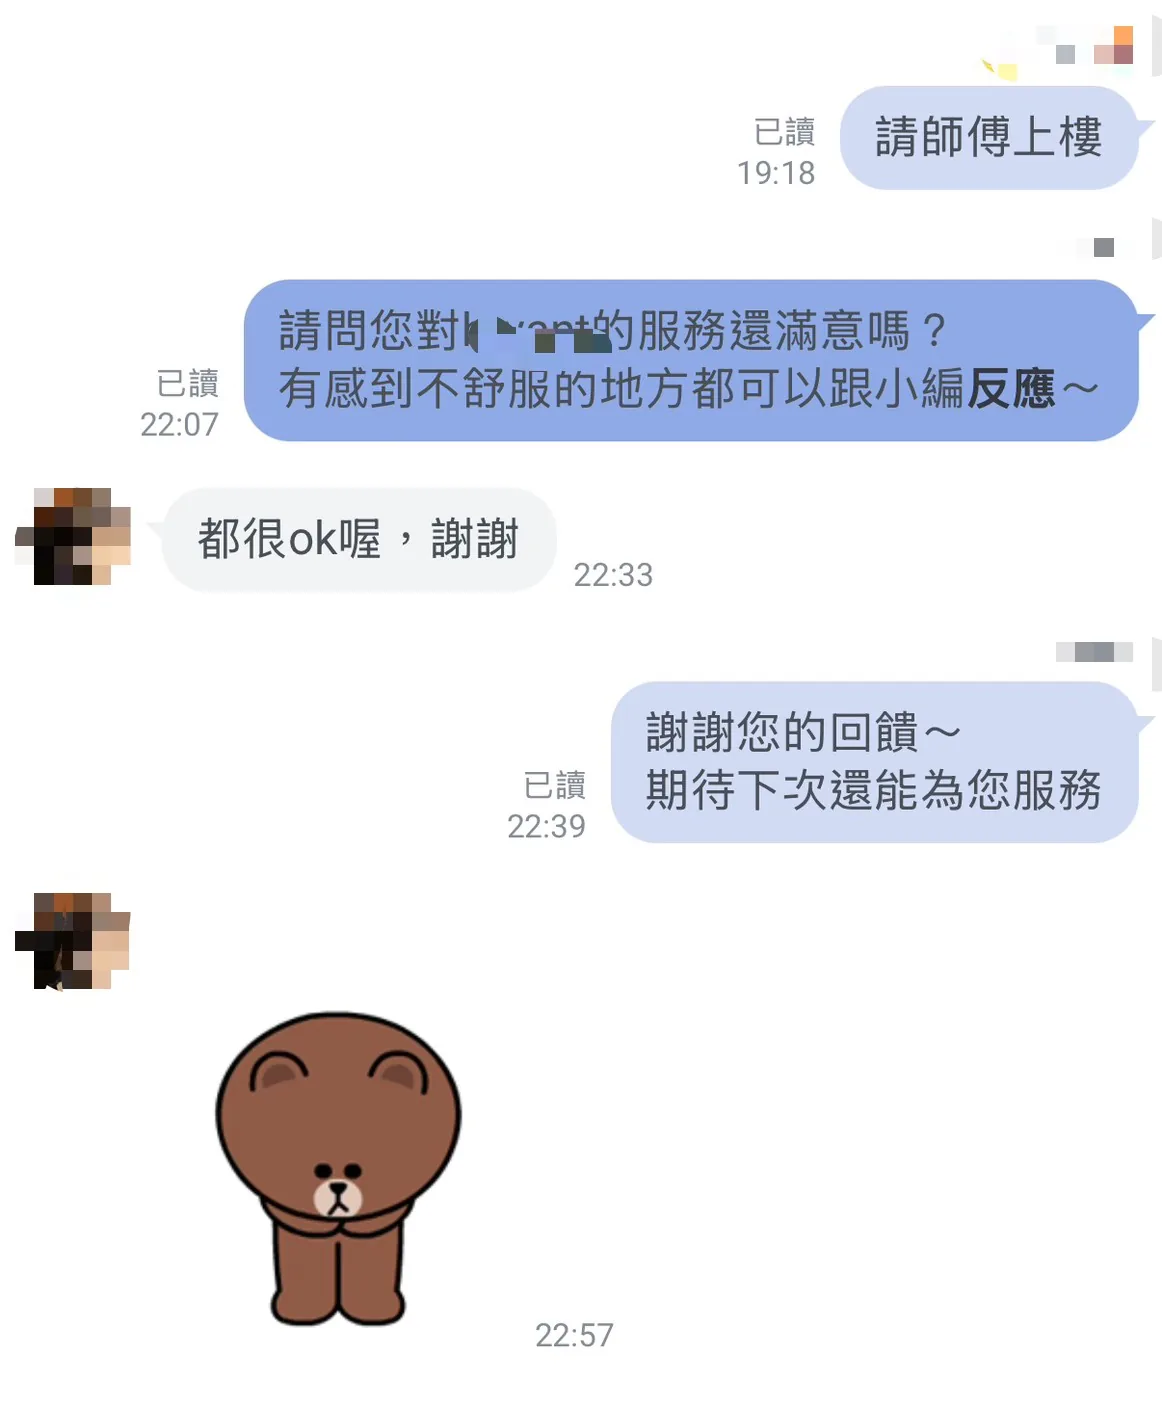 請師傅上樓
已讀
19:18
請問您對的服務還滿意嗎？
有感到不舒服的地方都可以跟小編反應～
已讀
22:07
都很ok喔，謝謝
22:33
謝謝您的回饋～
期待下次還能為您服務
已讀
22:39
22:57